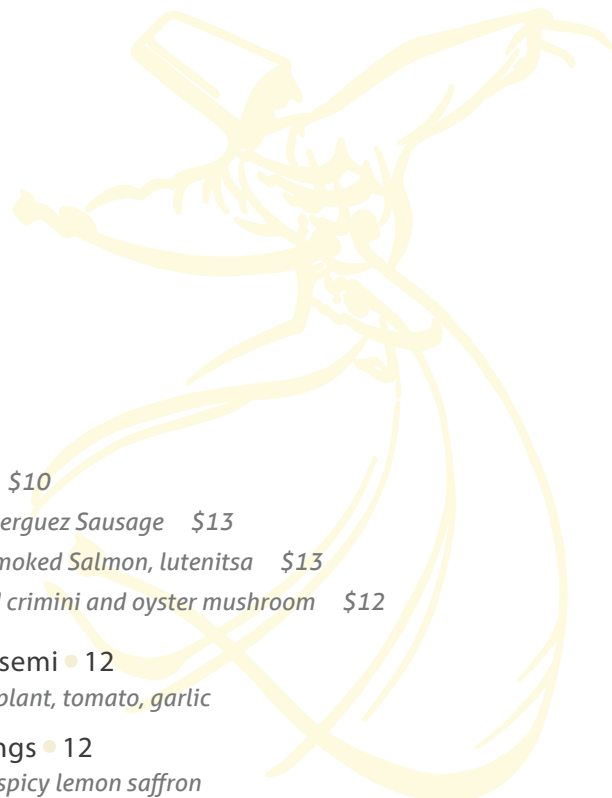 $10
erguez Sausage $13
moked Salmon, lutenitsa $13
crimini and oyster mushroom $12
semi • 12
plant, tomato, garlic
ngs • 12
spicy lemon saffron